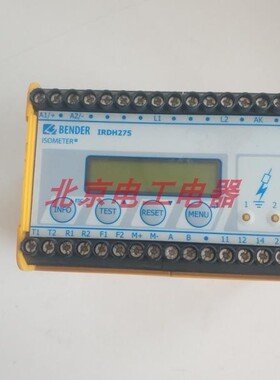 A1/+ A2/- L1 L2 AK
BENDER IRDH275
ISOMETER®
北京电工电器
1 2
INFO TEST RESET MENU
T1 T2 R1 R2 F1 F2 M+ M- A B 11 12 14 2